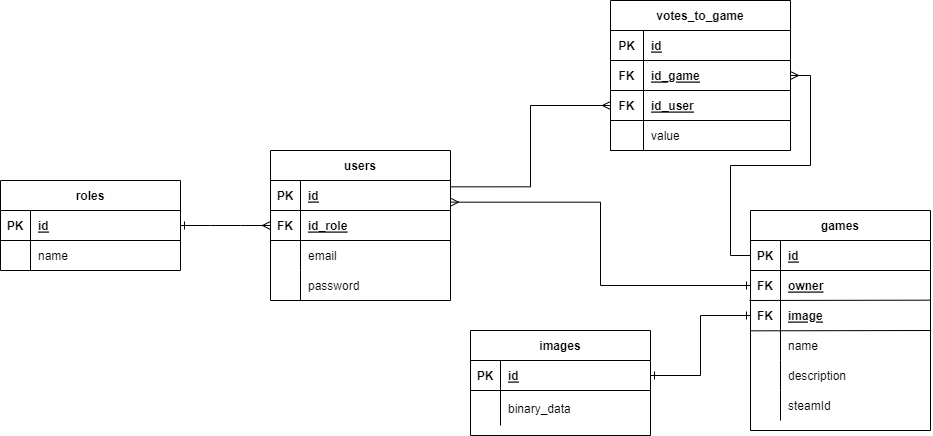 votes_to_game
PK id
FK id_game
FK id_user
value
users
PK id
FK id_role
email
password
roles
PK id
name
games
PK id
FK owner
FK image
name
description
steamId
images
PK id
binary_data